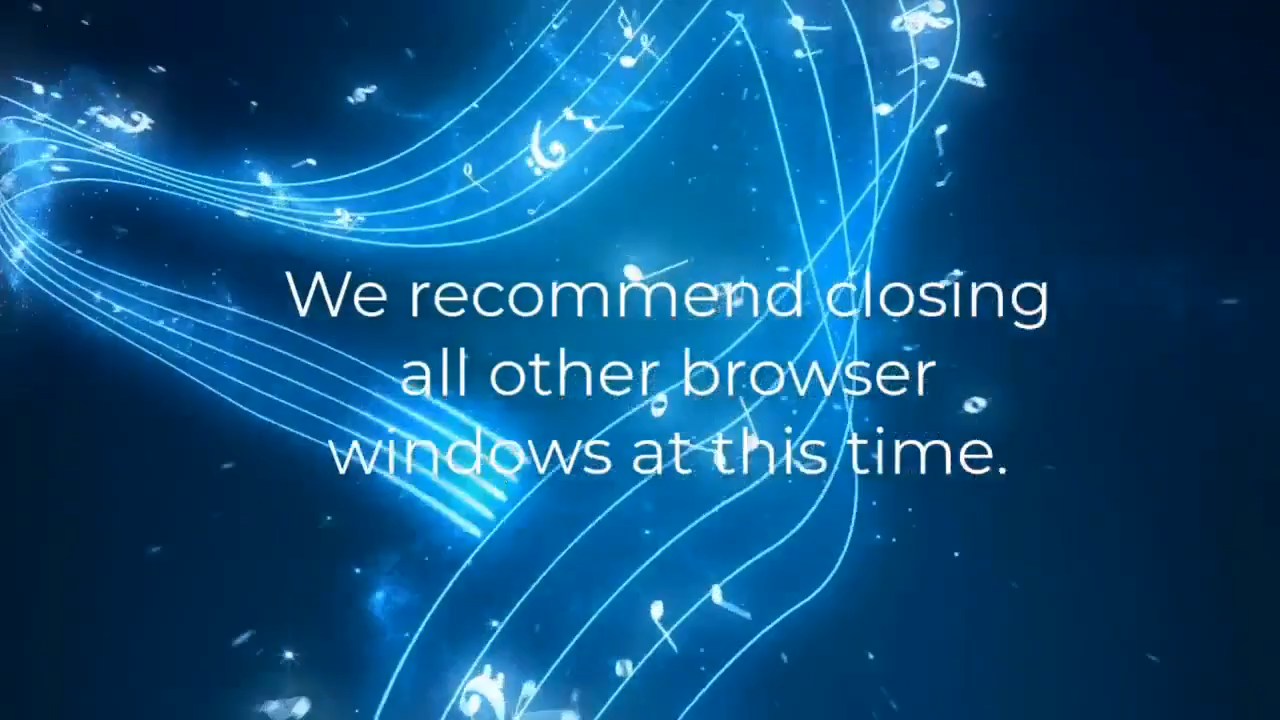 We recommend closing
all other browser
windows at this time.